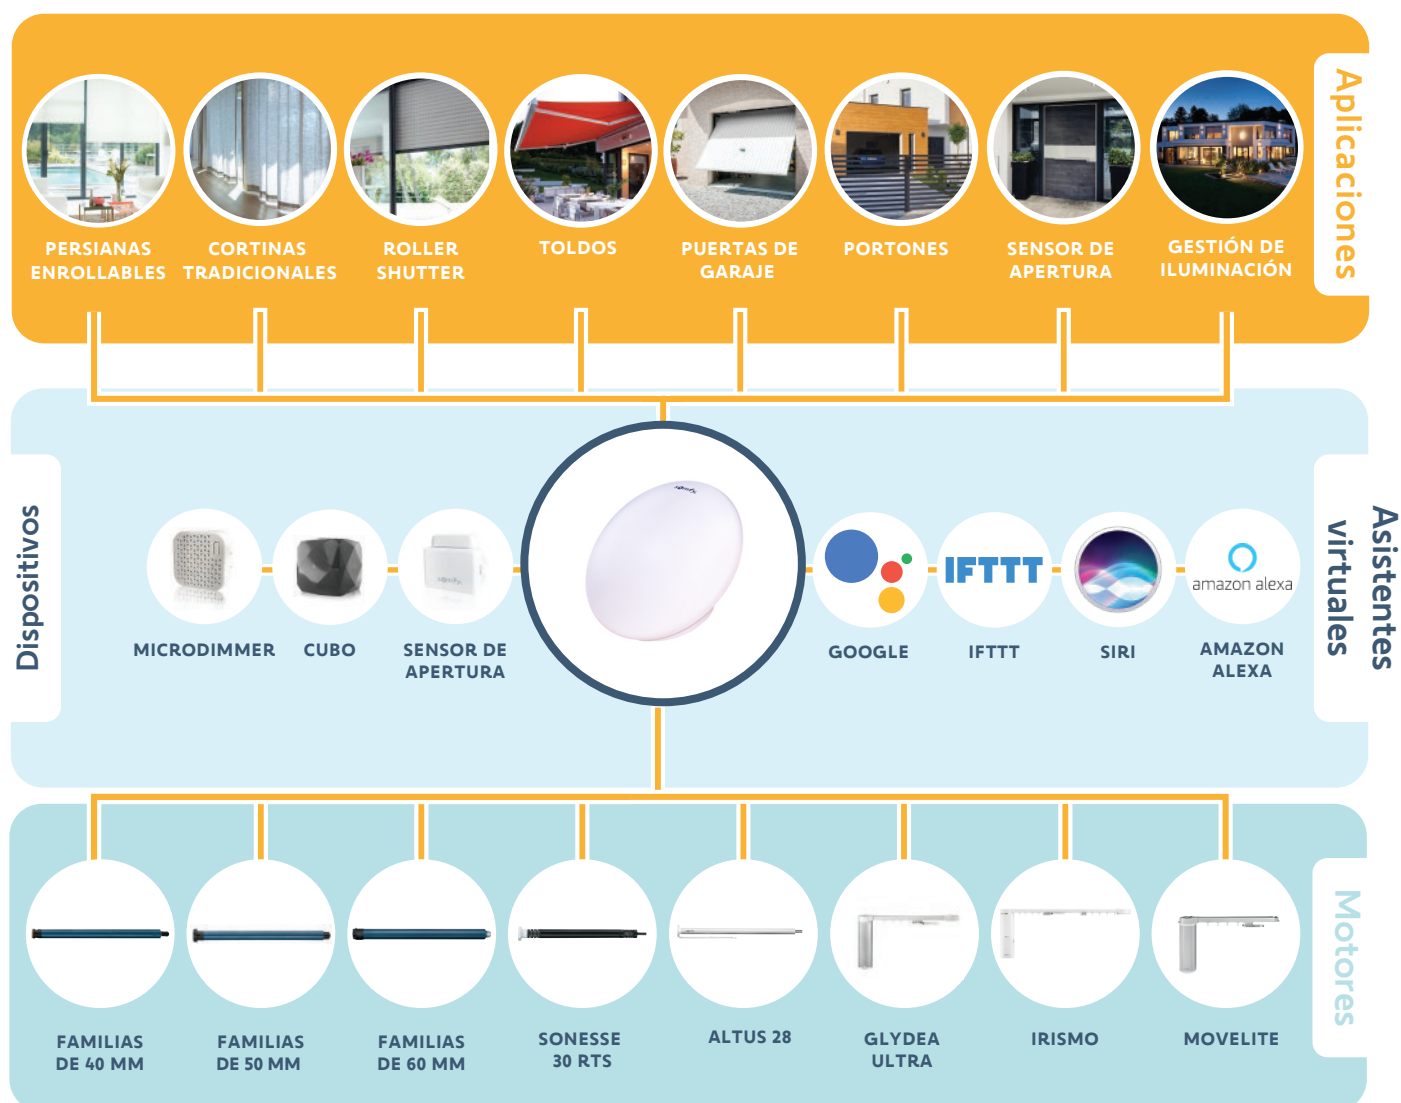 Aplicaciones
PERSIANAS
ENROLLABLES
CORTINAS
TRADICIONALES
ROLLER
SHUTTER
TOLDOS
PUERTAS DE
GARAJE
PORTONES
SENSOR DE
APERTURA
GESTIÓN DE
ILUMINACIÓN
Dispositivos
MICRODIMMER
CUBO
somfy.
SENSOR DE
APERTURA
somfy.
GOOGLE
IFTTT
IFTTT
SIRI
amazon alexa
AMAZON
ALEXA
Asistentes
virtuales
Motores
FAMILIAS
DE 40 MM
FAMILIAS
DE 50 MM
FAMILIAS
DE 60 MM
SONESSE
30 RTS
ALTUS 28
GLYDEA
ULTRA
IRISMO
MOVELITE